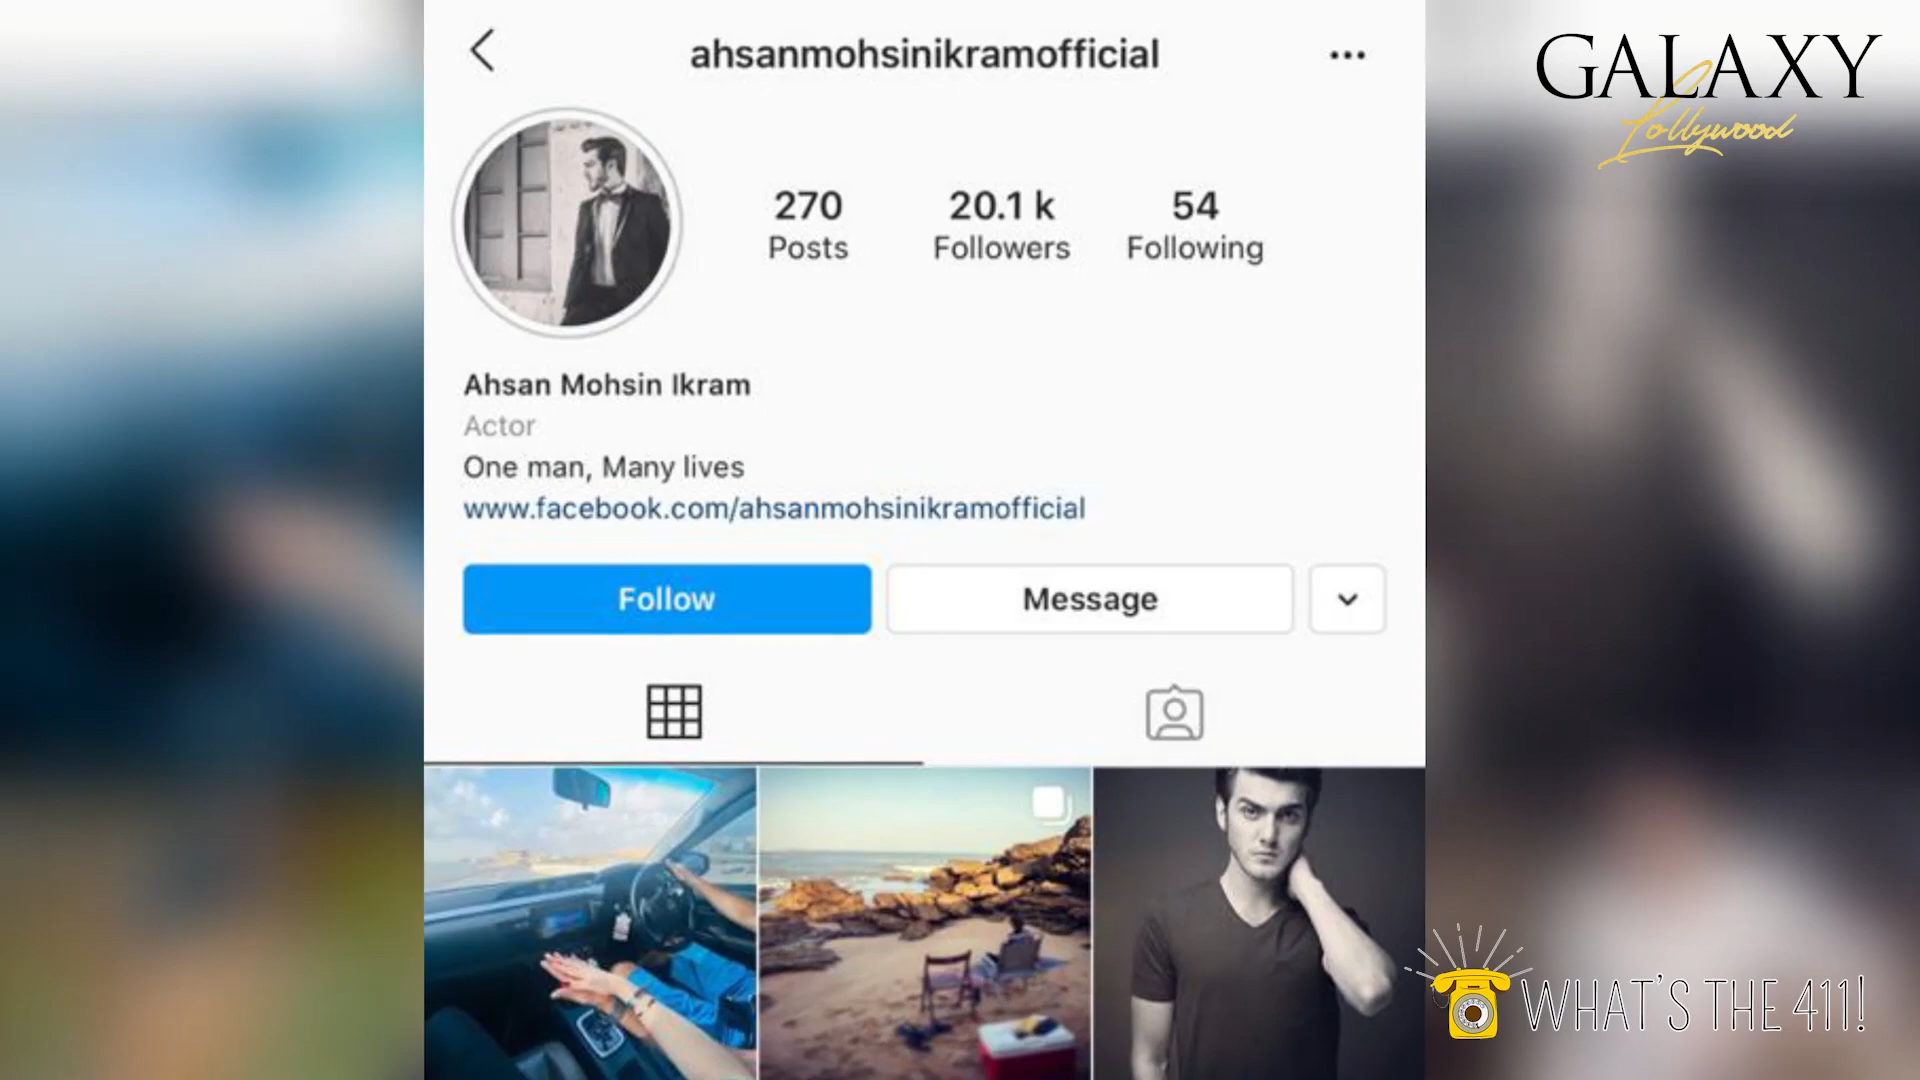 ahsanmohsinikramofficial
GALAXY
Lollywood
270
Posts
20.1 k
Followers
54
Following
Ahsan Mohsin Ikram
Actor
One man, Many lives
www.facebook.com/ahsanmohsinikramofficial
Follow
Message
WHAT'S THE 411!